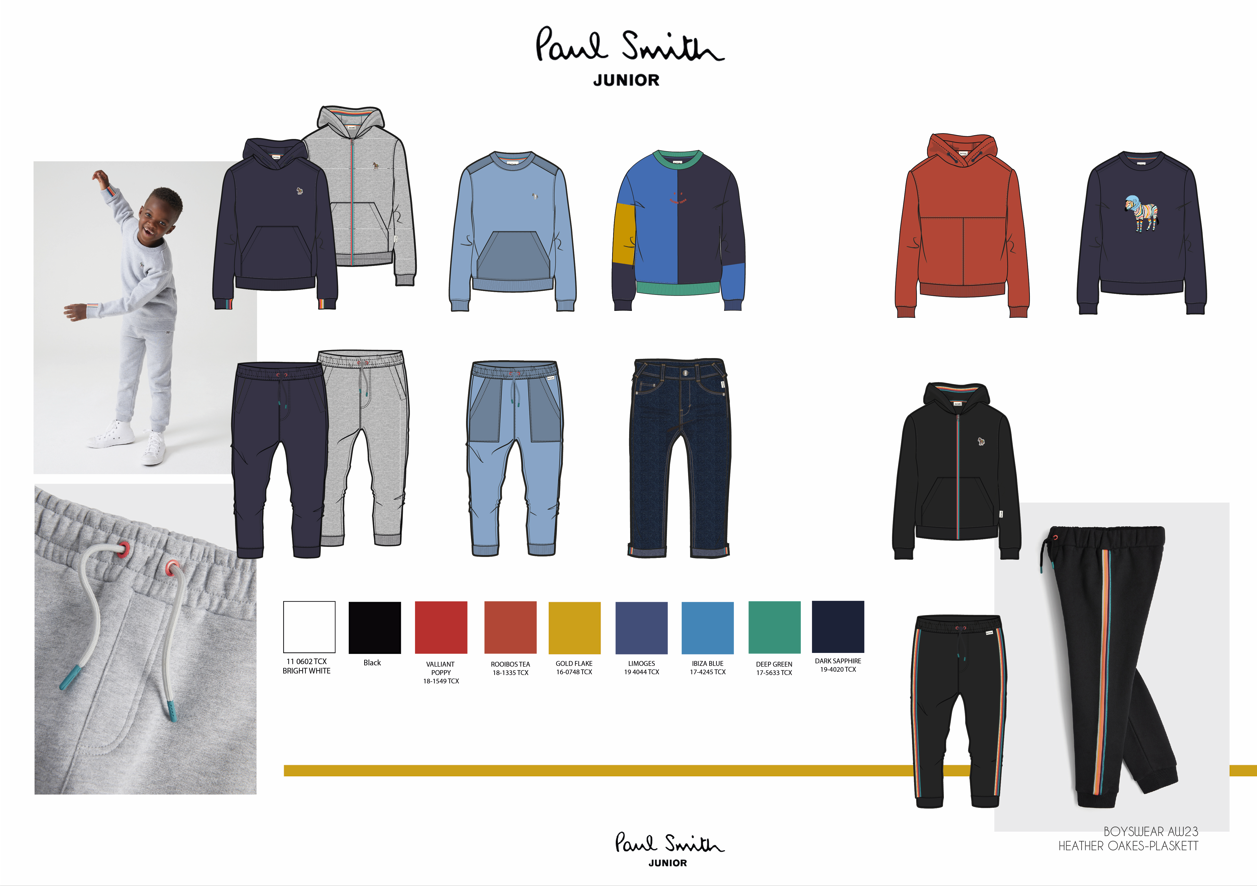 Paul Smith
JUNIOR
11 0602 TCX
BRIGHT WHITE
Black
VALLIANT
POPPY
18-1549 TCX
ROOIBOS TEA
18-1335 TCX
GOLD FLAKE
16-0748 TCX
LIMOGES
19 4044 TCX
IBIZA BLUE
17-4245 TCX
DEEP GREEN
17-5633 TCX
DARK SAPPHIRE
19-4020 TCX
Paul Smith
JUNIOR
BOYSWEAR AW23
HEATHER OAKES-PLASKETT